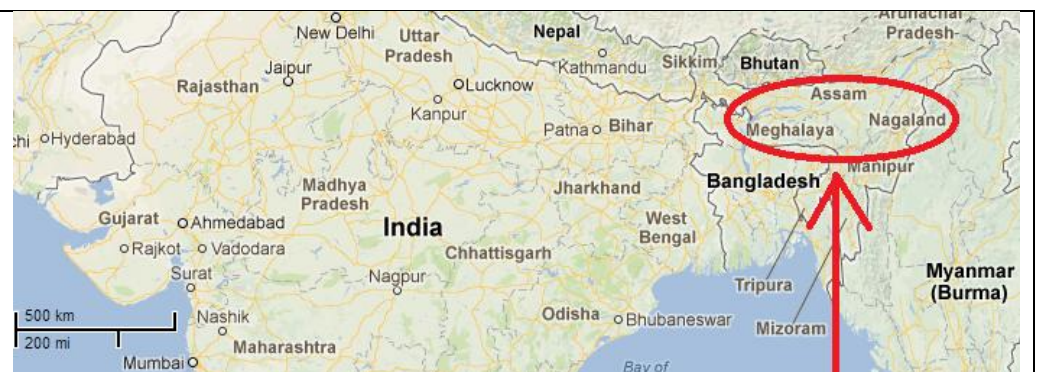 Arunachal
Pradesh
New Delhi
Uttar
Pradesh
Nepal
Kathmandu
Sikkim
Bhutan
Assam
Jaipur
Rajasthan
Lucknow
Kanpur
Patna
Bihar
Meghalaya
Nagaland
chi
Hyderabad
Manipur
Madhya
Pradesh
Jharkhand
Bangladesh
Gujarat
Ahmedabad
India
West
Bengal
Rajkot
Vadodara
Chhattisgarh
Surat
Nagpur
Myanmar
(Burma)
Tripura
500 km
200 mi
Nashik
Odisha
Bhubaneswar
Mizoram
Maharashtra
Mumbai
Bay of